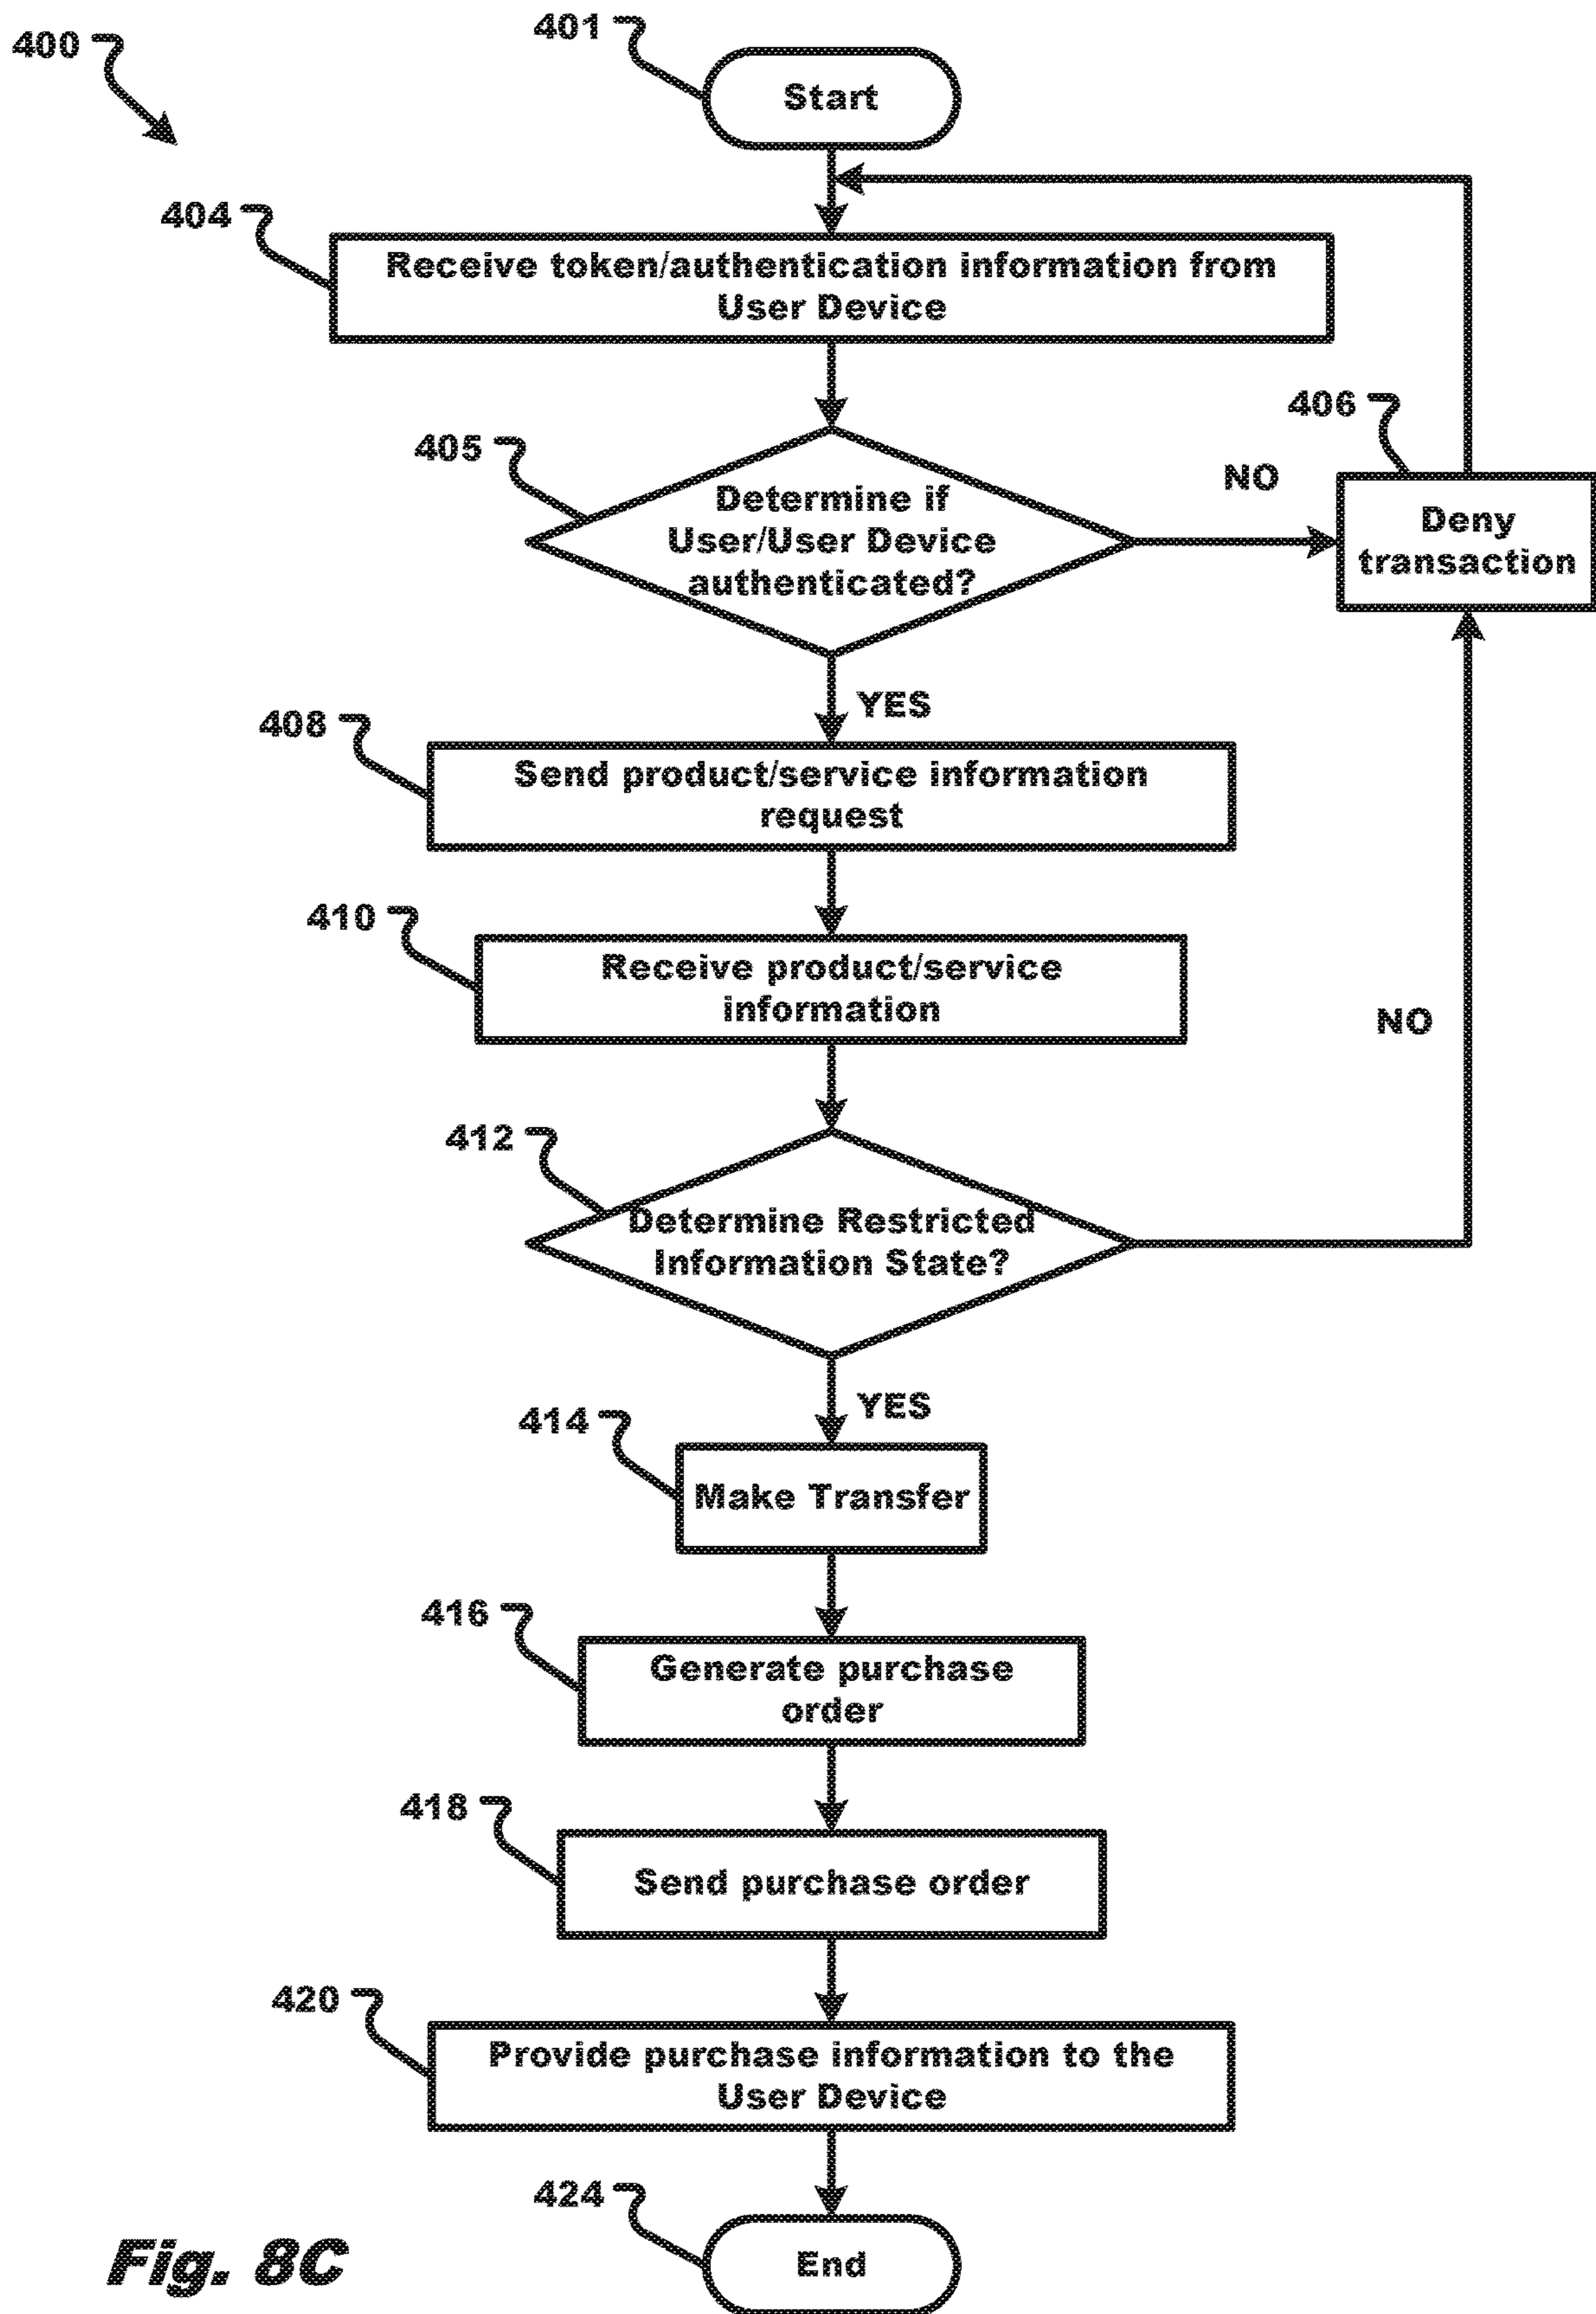 400
401
Start
404
Receive token/authentication information from
User Device
405
Determine if
User/User Device
authenticated?
NO
406
Deny
transaction
YES
408
Send product/service information
request
410
Receive product/service
information
NO
412
Determine Restricted
Information State?
YES
414
Make Transfer
416
Generate purchase
order
418
Send purchase order
420
Provide purchase information to the
User Device
424
End
Fig. 8C